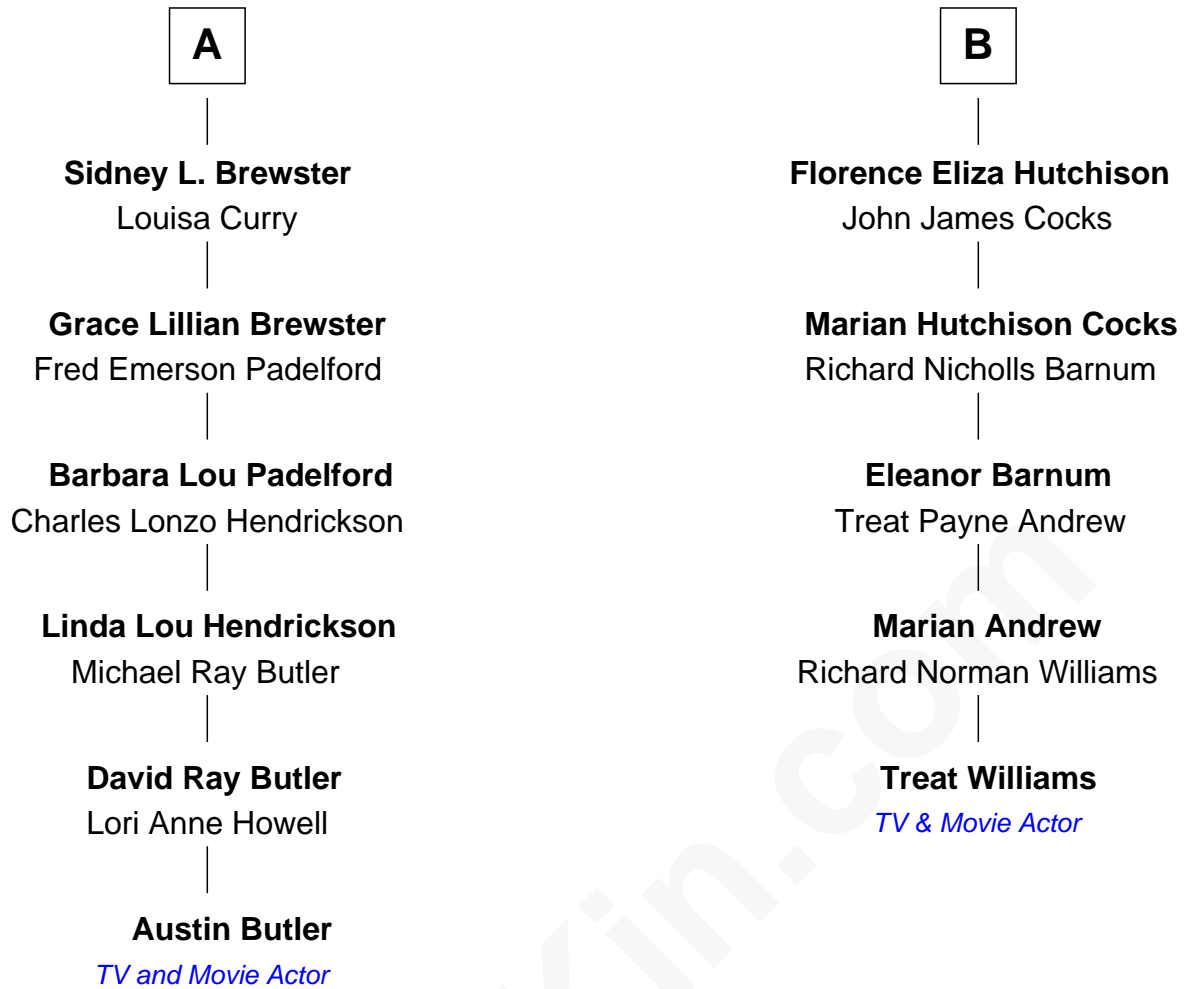 A
Sidney L. Brewster
Louisa Curry
Grace Lillian Brewster
Fred Emerson Padelford
Barbara Lou Padelford
Charles Lonzo Hendrickson
Linda Lou Hendrickson
Michael Ray Butler
David Ray Butler
Lori Anne Howell
Austin Butler
TV and Movie Actor
B
Florence Eliza Hutchison
John James Cocks
Marian Hutchison Cocks
Richard Nicholls Barnum
Eleanor Barnum
Treat Payne Andrew
Marian Andrew
Richard Norman Williams
Treat Williams
TV & Movie Actor